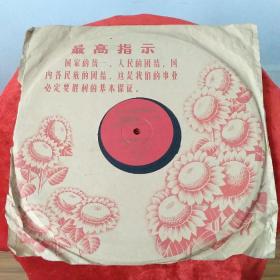 最高指示
国家的统一，人民的团结，国
内各民族的团结，这是我们的事业
必定要胜利的基本保证。